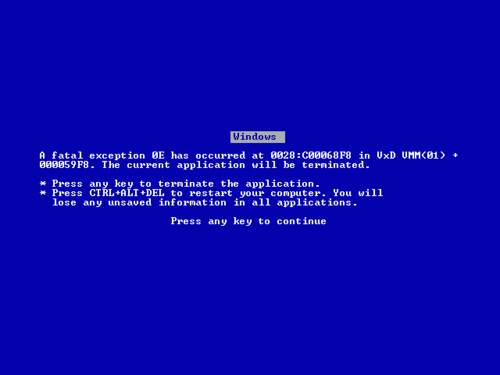 Windows
A fatal exception 0E has occurred at 0028:C00068F8 in VxD VMM(01) +
000059F8. The current application will be terminated.
* Press any key to terminate the application.
* Press CTRL+ALT+DEL to restart your computer. You will
lose any unsaved information in all applications.
Press any key to continue